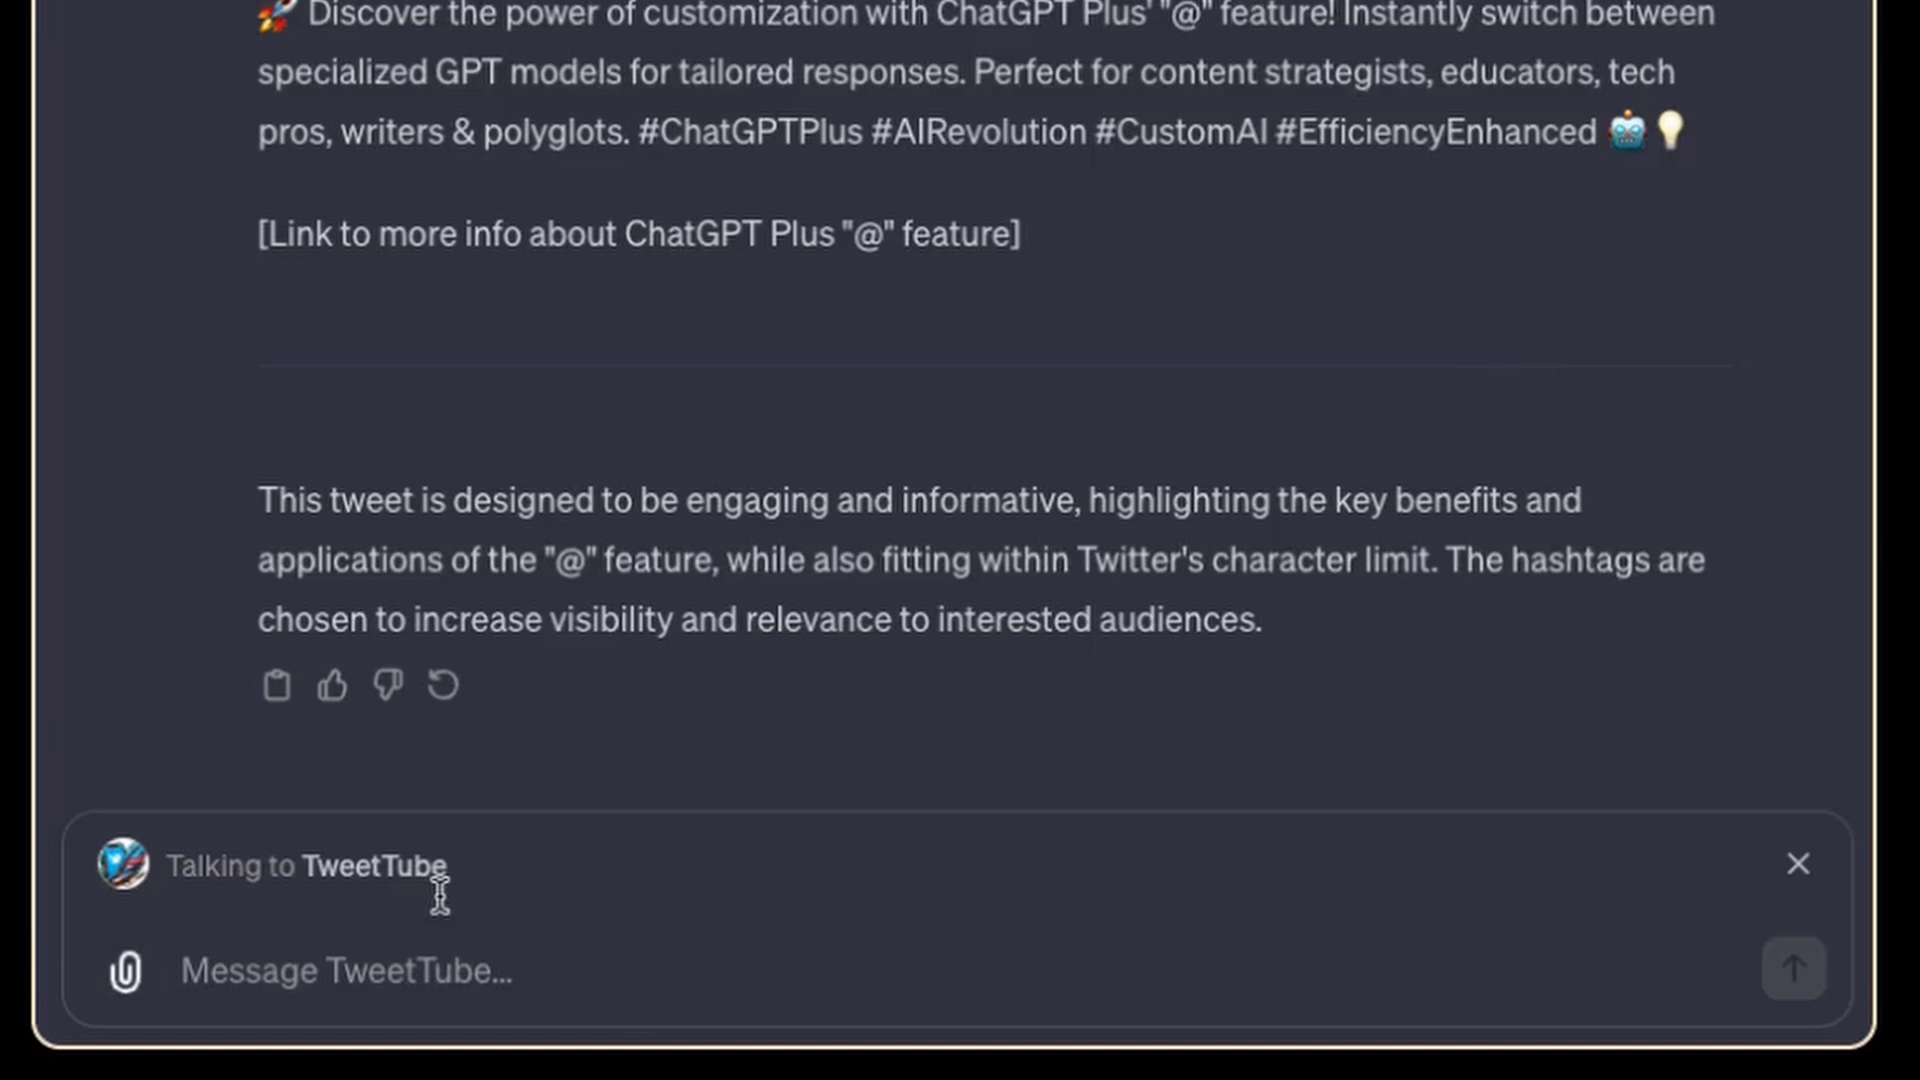 🚀 Discover the power of customization with ChatGPT Plus' "@" feature! Instantly switch between
specialized GPT models for tailored responses. Perfect for content strategists, educators, tech
pros, writers & polyglots. #ChatGPTPlus #AIRevolution #CustomAI #EfficiencyEnhanced 🤖💡
[Link to more info about ChatGPT Plus "@" feature]
This tweet is designed to be engaging and informative, highlighting the key benefits and
applications of the "@" feature, while also fitting within Twitter's character limit. The hashtags are
chosen to increase visibility and relevance to interested audiences.
Talking to TweetTube
Message TweetTube...